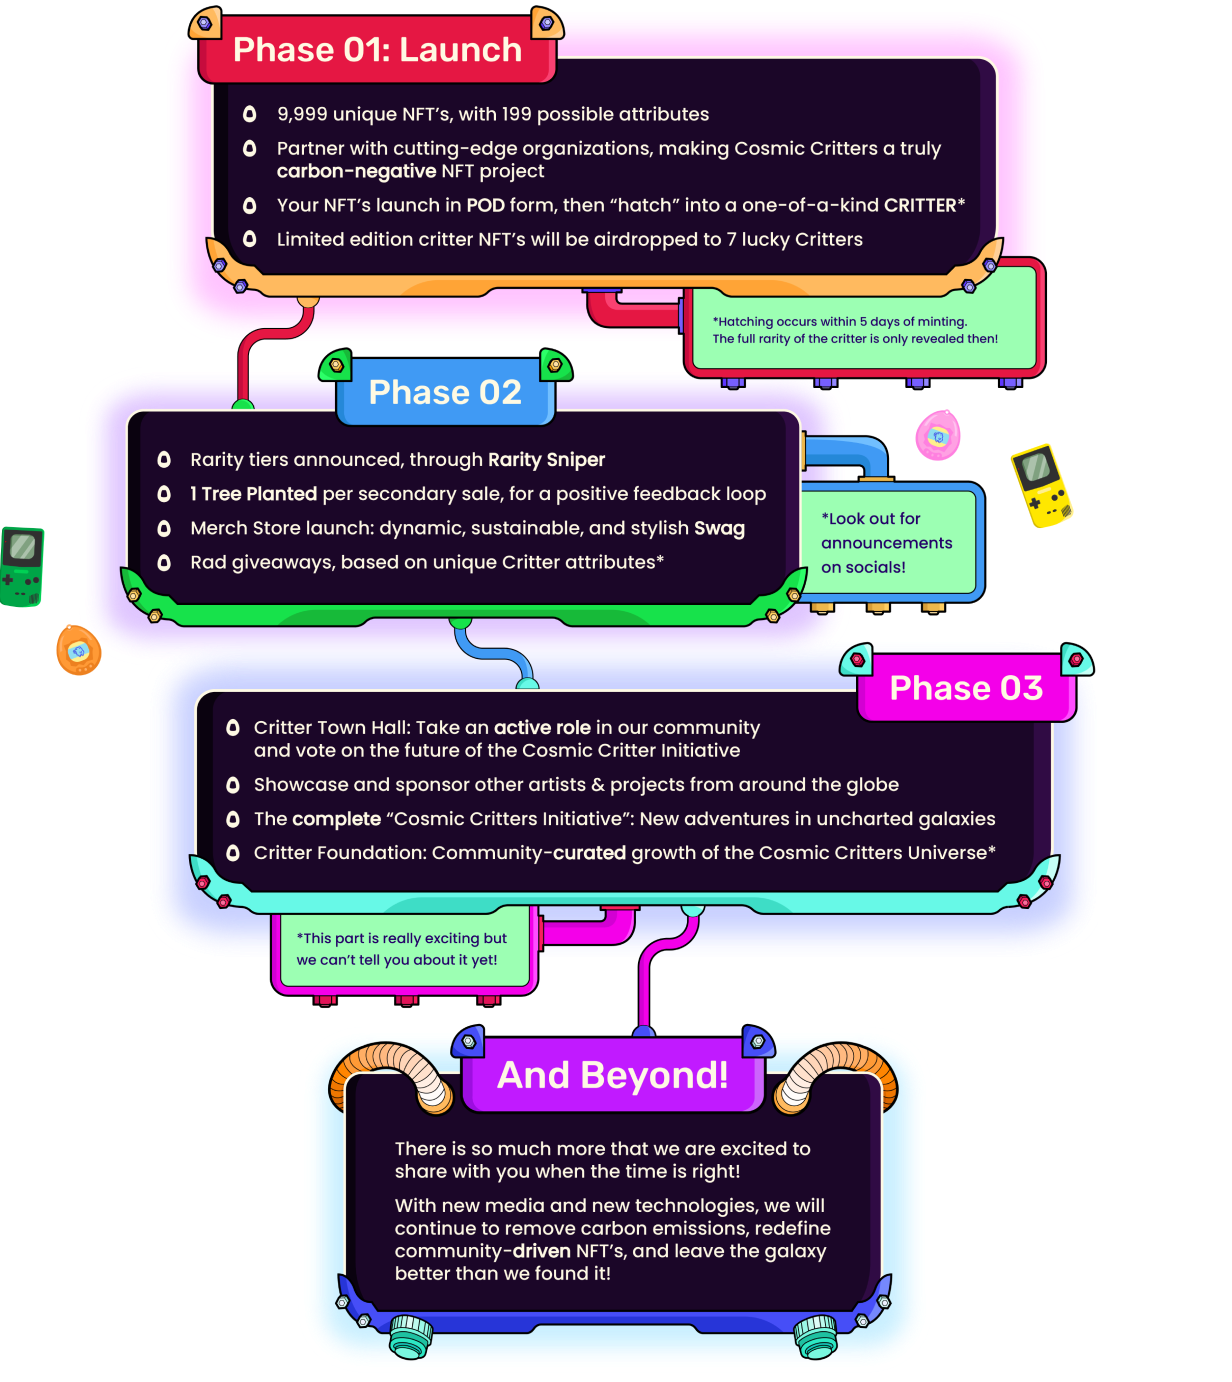 Phase 01: Launch
9,999 unique NFT’s, with 199 possible attributes
Partner with cutting-edge organizations, making Cosmic Critters a truly
carbon-negative NFT project
Your NFT’s launch in POD form, then “hatch” into a one-of-a-kind CRITTER*
Limited edition critter NFT’s will be airdropped to 7 lucky Critters
*Hatching occurs within 5 days of minting.
The full rarity of the critter is only revealed then!
Phase 02
Rarity tiers announced, through Rarity Sniper
1 Tree Planted per secondary sale, for a positive feedback loop
Merch Store launch: dynamic, sustainable, and stylish Swag
Rad giveaways, based on unique Critter attributes*
*Look out for
announcements
on socials!
Phase 03
Critter Town Hall: Take an active role in our community
and vote on the future of the Cosmic Critter Initiative
Showcase and sponsor other artists & projects from around the globe
The complete “Cosmic Critters Initiative”: New adventures in uncharted galaxies
Critter Foundation: Community-curated growth of the Cosmic Critters Universe*
*This part is really exciting but
we can’t tell you about it yet!
And Beyond!
There is so much more that we are excited to
share with you when the time is right!
With new media and new technologies, we will
continue to remove carbon emissions, redefine
community-driven NFT’s, and leave the galaxy
better than we found it!